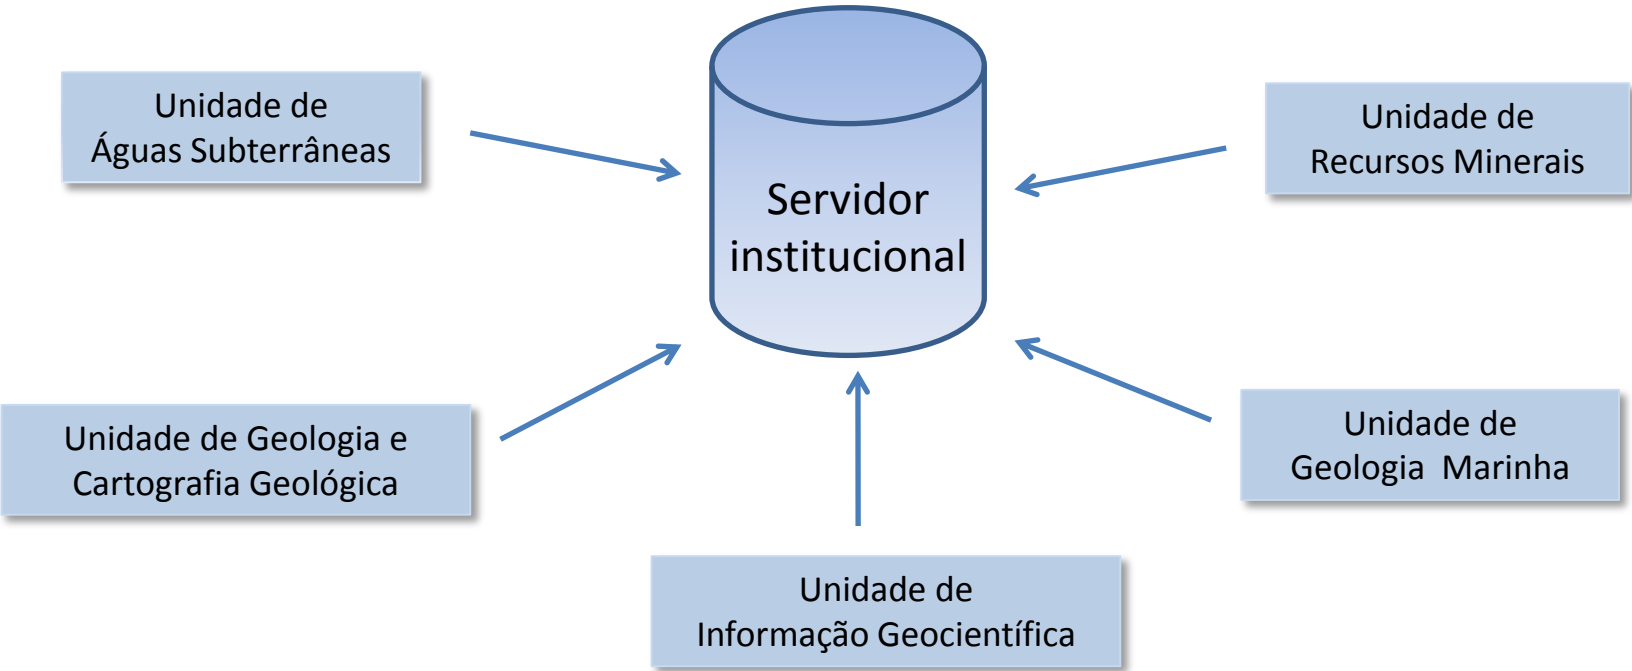 Unidade de
Águas Subterrâneas
Unidade de
Recursos Minerais
Servidor
institucional
Unidade de Geologia e
Cartografia Geológica
Unidade de
Geologia  Marinha
Unidade de
Informação Geocientífica